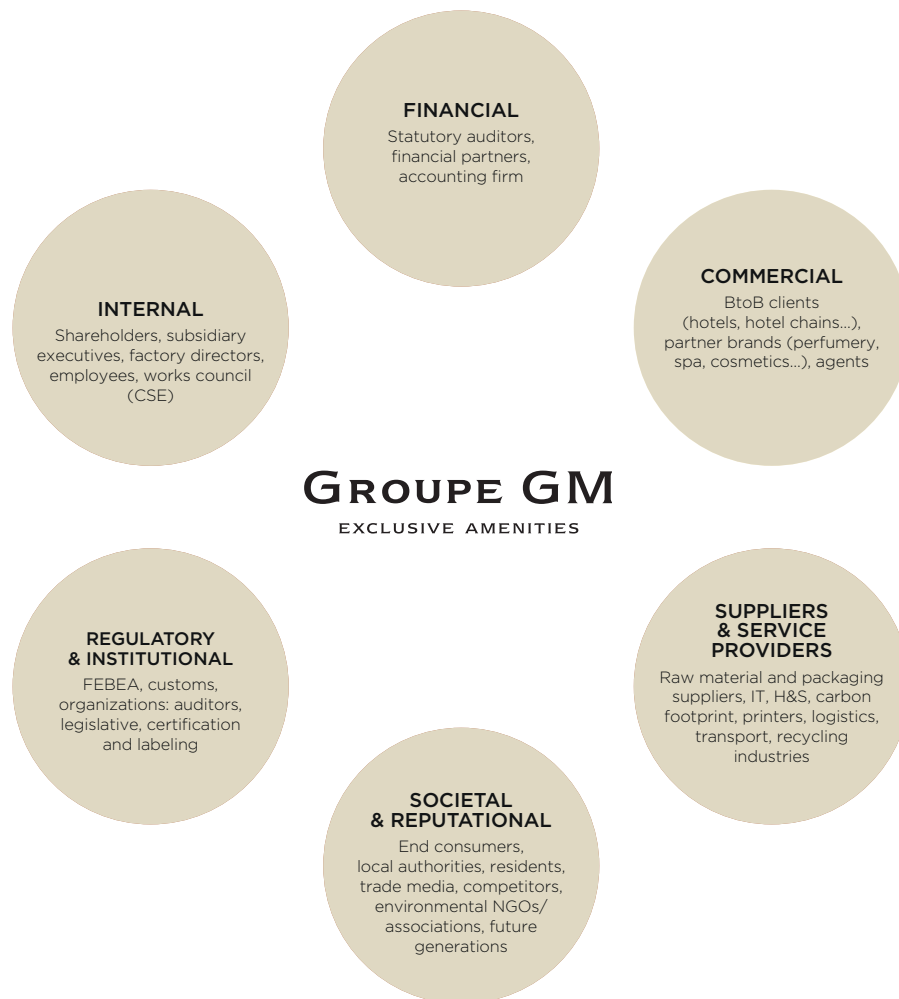 FINANCIAL
Statutory auditors,
financial partners,
accounting firm
INTERNAL
Shareholders, subsidiary
executives, factory directors,
employees, works council
(CSE)
COMMERCIAL
BtoB clients
(hotels, hotel chains...),
partner brands (perfumery,
spa, cosmetics...), agents
GROUPE GM
EXCLUSIVE AMENITIES
REGULATORY
& INSTITUTIONAL
FEBEA, customs,
organizations: auditors,
legislative, certification
and labeling
SUPPLIERS
& SERVICE
PROVIDERS
Raw material and packaging
suppliers, IT, H&S, carbon
footprint, printers, logistics,
transport, recycling
industries
SOCIETAL
& REPUTATIONAL
End consumers,
local authorities, residents,
trade media, competitors,
environmental NGOs/
associations, future
generations